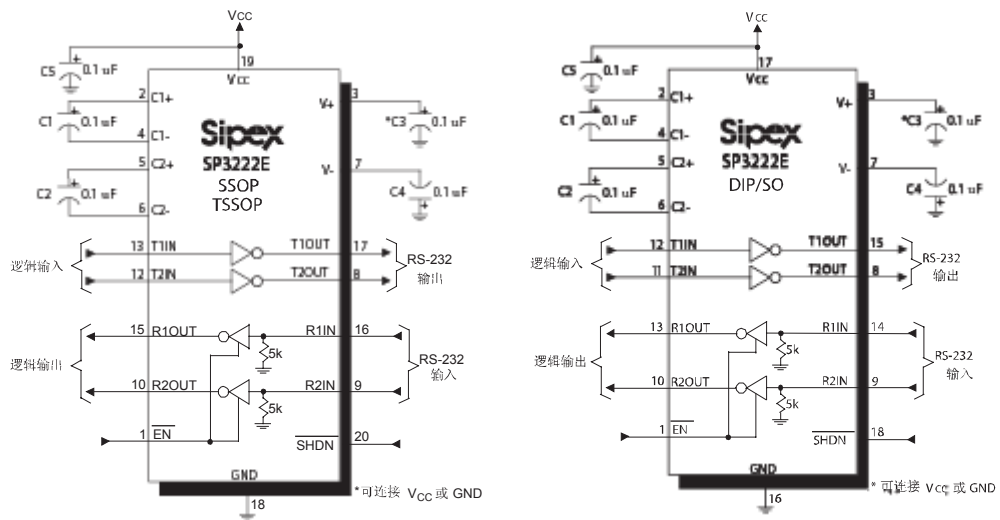 VCC
19
Vcc
C5
+
0.1 uF
2
C1+
C1
+
0.1 uF
4
C1-
5
C2+
C2
+
0.1 uF
6
C2-
Sipex
SP3222E
SSOP
TSSOP
3
V+
*C3
+
0.1 uF
7
V-
C4
+
0.1 uF
逻辑输入
13
T1IN
T1OUT
17
12
T2IN
T2OUT
8
RS-232
输出
逻辑输出
15
R1OUT
R1IN
16
5k
10
R2OUT
R2IN
9
5k
RS-232
输入
1
EN
SHDN
20
GND
18
*可连接 VCC 或 GND
Vcc
17
Vcc
C5
+
0.1 uF
2
C1+
C1
+
0.1 uF
4
C1-
5
C2+
C2
+
0.1 uF
6
C2-
Sipex
SP3222E
DIP/SO
3
V+
*C3
+
0.1 uF
7
V-
C4
+
0.1 uF
逻辑输入
12
T1IN
T1OUT
15
11
T2IN
T2OUT
8
RS-232
输出
逻辑输出
13
R1OUT
R1IN
14
5k
10
R2OUT
R2IN
9
5k
RS-232
输入
1
EN
SHDN
18
GND
16
* 可连接 Vcc 或 GND